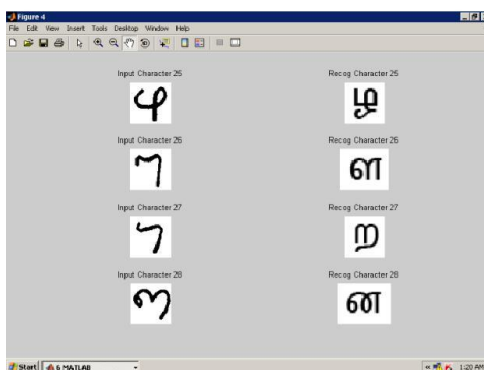 Figure 4
File Edit View Insert Tools Desktop Window Help
Input Character 25 Recog Character 25
ழ
Input Character 26 Recog Character 26
ள
Input Character 27 Recog Character 27
ற
Input Character 28 Recog Character 28
ன
Start 6 MATLAB 1:20 AM